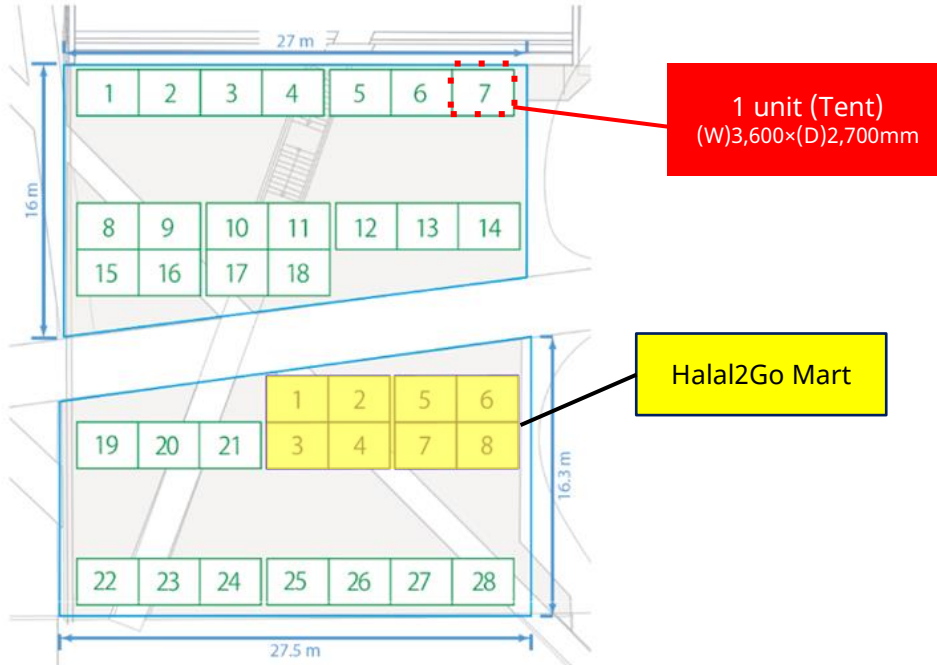 27 m
1 2 3 4 5 6 7
1 unit (Tent)
(W)3,600×(D)2,700mm
16 m
8 9 10 11 12 13 14
15 16 17 18
Halal2Go Mart
1 2 5 6
19 20 21 3 4 7 8
16.3 m
22 23 24 25 26 27 28
27.5 m